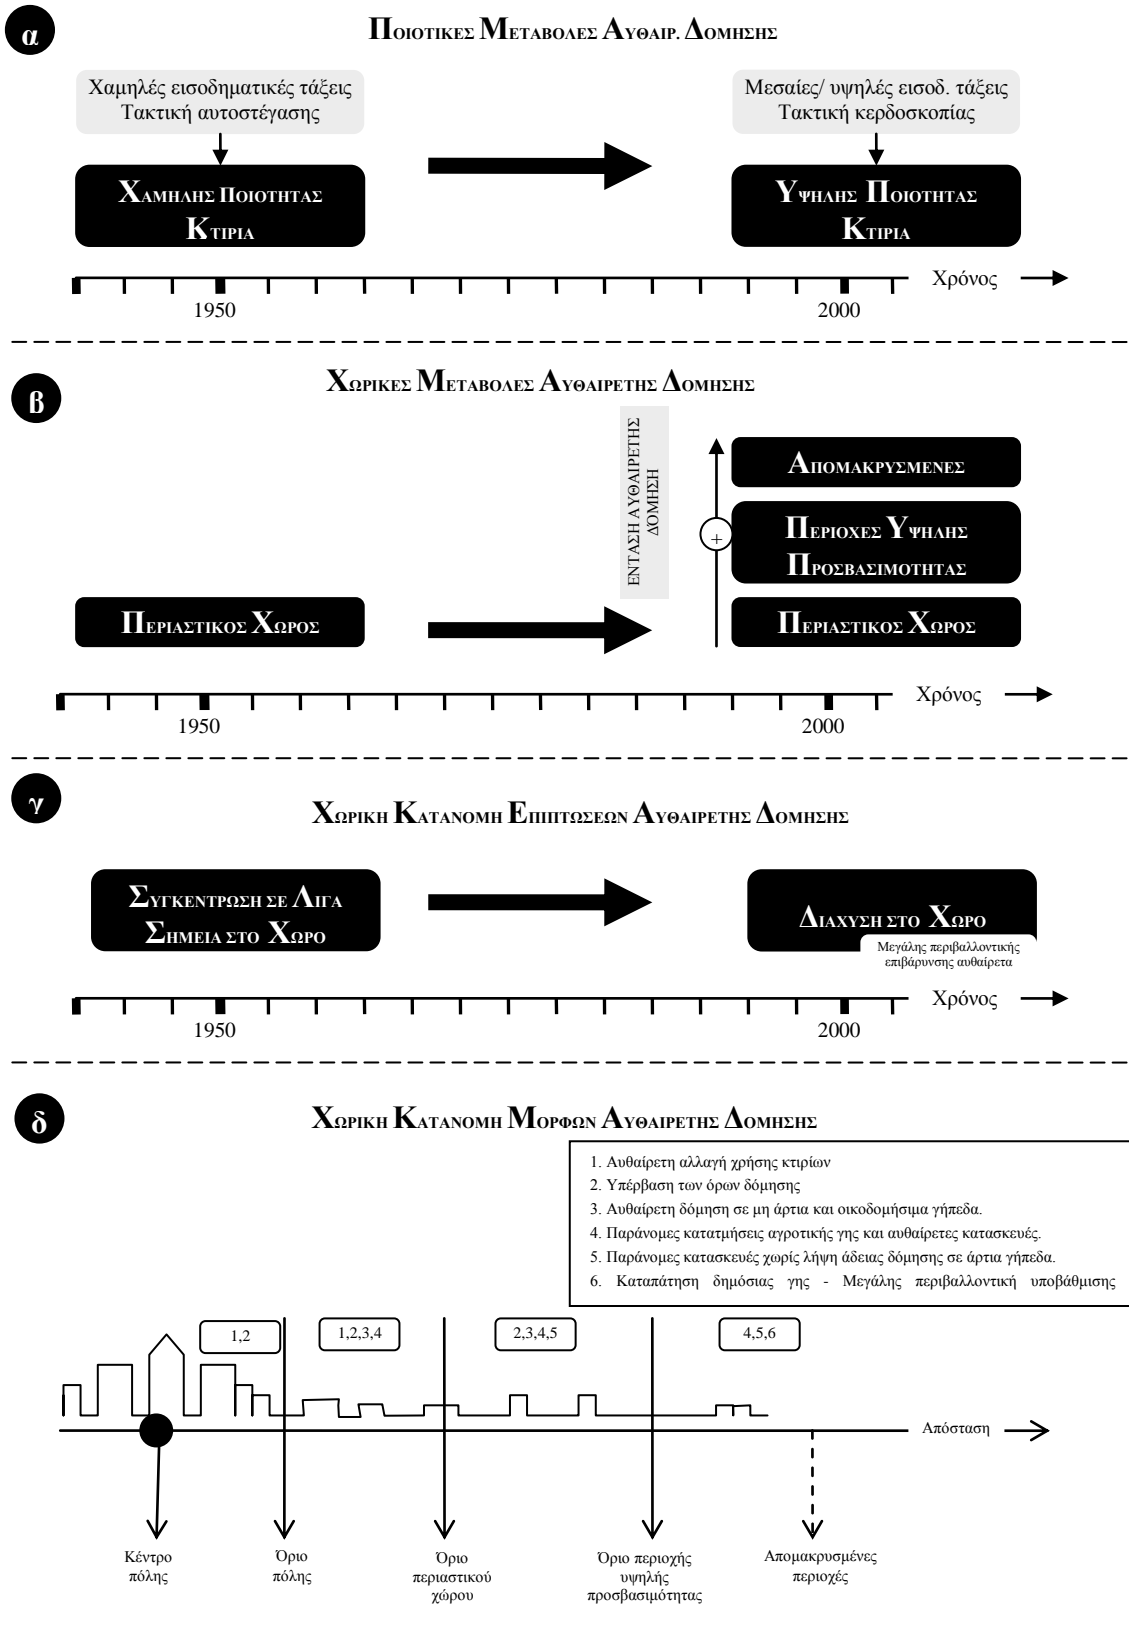 α
ΠΟΙΟΤΙΚΕΣ ΜΕΤΑΒΟΛΕΣ ΑΥΘΑΙΡ. ΔΟΜΗΣΗΣ
Χαμηλές εισοδηματικές τάξεις
Τακτική αυτοστέγασης
Μεσαίες/ υψηλές εισοδ. τάξεις
Τακτική κερδοσκοπίας
ΧΑΜΗΛΗΣ ΠΟΙΟΤΗΤΑΣ
ΚΤΙΡΙΑ
ΥΨΗΛΗΣ ΠΟΙΟΤΗΤΑΣ
ΚΤΙΡΙΑ
Χρόνος
1950
2000
β
ΧΩΡΙΚΕΣ ΜΕΤΑΒΟΛΕΣ ΑΥΘΑΙΡΕΤΗΣ ΔΟΜΗΣΗΣ
ΕΝΤΑΣΗ ΑΥΘΑΙΡΕΤΗΣ
ΔΌΜΗΣΗ
+
ΑΠΟΜΑΚΡΥΣΜΕΝΕΣ
ΠΕΡΙΟΧΕΣ ΥΨΗΛΗΣ
ΠΡΟΣΒΑΣΙΜΟΤΗΤΑΣ
ΠΕΡΙΑΣΤΙΚΟΣ ΧΩΡΟΣ
ΠΕΡΙΑΣΤΙΚΟΣ ΧΩΡΟΣ
Χρόνος
1950
2000
γ
ΧΩΡΙΚΗ ΚΑΤΑΝΟΜΗ ΕΠΙΠΤΩΣΕΩΝ ΑΥΘΑΙΡΕΤΗΣ ΔΟΜΗΣΗΣ
ΣΥΓΚΕΝΤΡΩΣΗ ΣΕ ΛΙΓΑ
ΣΗΜΕΙΑ ΣΤΟ ΧΩΡΟ
ΔΙΑΧΥΣΗ ΣΤΟ ΧΩΡΟ
Μεγάλης περιβαλλοντικής
επιβάρυνσης αυθαίρετα
Χρόνος
1950
2000
δ
ΧΩΡΙΚΗ ΚΑΤΑΝΟΜΗ ΜΟΡΦΩΝ ΑΥΘΑΙΡΕΤΗΣ ΔΟΜΗΣΗΣ
1. Αυθαίρετη αλλαγή χρήσης κτιρίων
2. Υπέρβαση των όρων δόμησης
3. Αυθαίρετη δόμηση σε μη άρτια και οικοδομήσιμα γήπεδα.
4. Παράνομες κατατμήσεις αγροτικής γης και αυθαίρετες κατασκευές.
5. Παράνομες κατασκευές χωρίς λήψη άδειας δόμησης σε άρτια γήπεδα.
6. Καταπάτηση δημόσιας γης - Μεγάλης περιβαλλοντική υποβάθμισης
1,2
1,2,3,4
2,3,4,5
4,5,6
Απόσταση
Κέντρο
πόλης
Όριο
πόλης
Όριο
περιαστικού
χώρου
Όριο περιοχής
υψηλής
προσβασιμότητας
Απομακρυσμένες
περιοχές